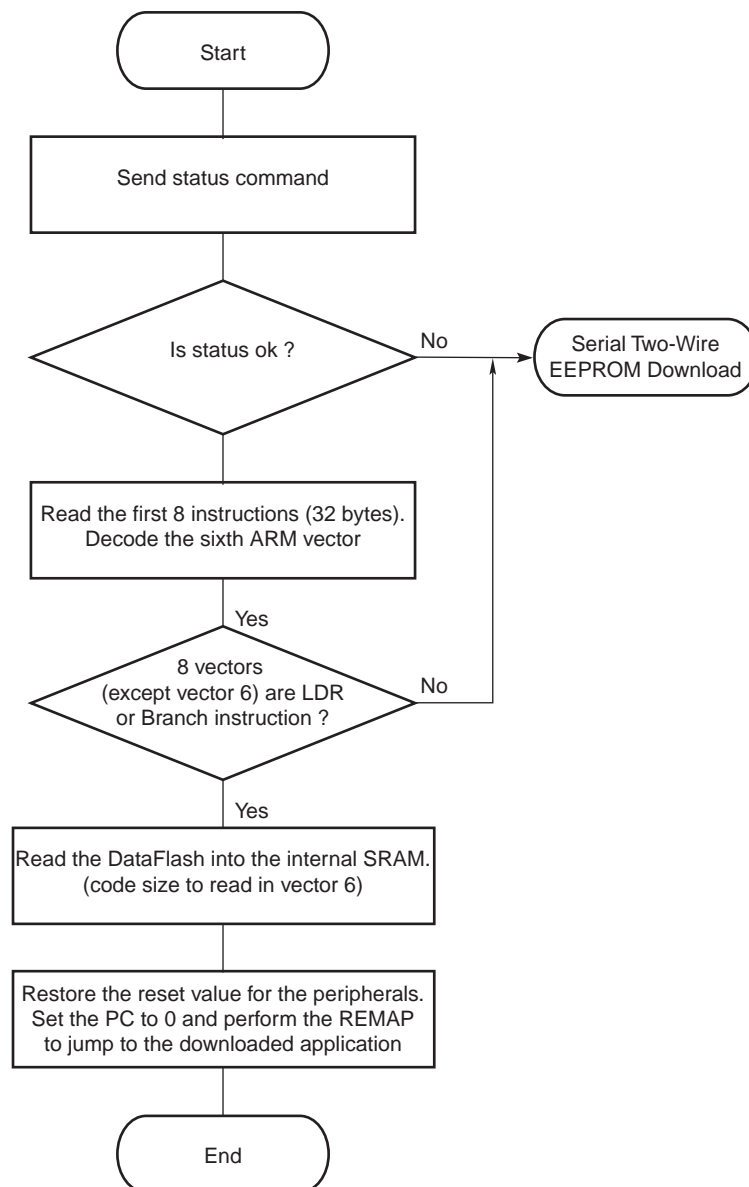 Start
Send status command
Is status ok ?
No
Serial Two-Wire
EEPROM Download
Read the first 8 instructions (32 bytes).
Decode the sixth ARM vector
Yes
8 vectors
(except vector 6) are LDR
or Branch instruction ?
No
Yes
Read the DataFlash into the internal SRAM.
(code size to read in vector 6)
Restore the reset value for the peripherals.
Set the PC to 0 and perform the REMAP
to jump to the downloaded application
End